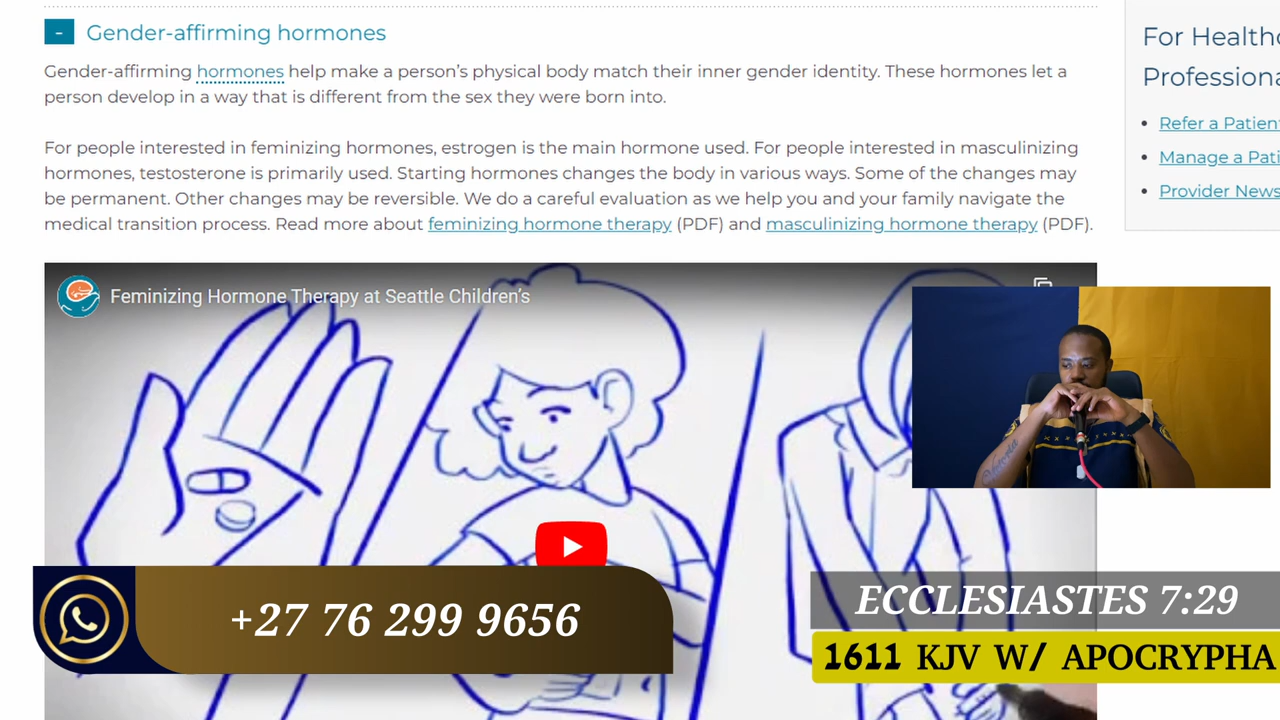 - Gender-affirming hormones
Gender-affirming hormones help make a person's physical body match their inner gender identity. These hormones let a
person develop in a way that is different from the sex they were born into.
For people interested in feminizing hormones, estrogen is the main hormone used. For people interested in masculinizing
hormones, testosterone is primarily used. Starting hormones changes the body in various ways. Some of the changes may
be permanent. Other changes may be reversible. We do a careful evaluation as we help you and your family navigate the
medical transition process. Read more about feminizing hormone therapy (PDF) and masculinizing hormone therapy (PDF).
For Healthc
Professiona
Refer a Patien
Manage a Pati
Provider News
Feminizing Hormone Therapy at Seattle Children's
+27 76 299 9656
ECCLESIASTES 7:29
1611 KJV W/ APOCRYPHA